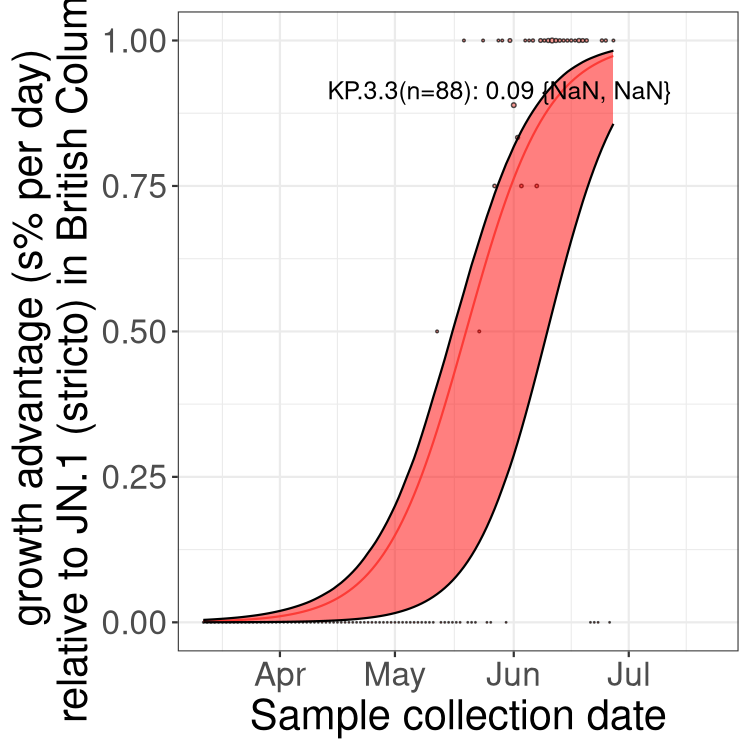 growth advantage (s% per day)
relative to JN.1 (stricto) in British Colum
1.00
0.75
0.50
0.25
0.00
KP.3.3(n=88): 0.09 {NaN, NaN}
Apr May Jun Jul
Sample collection date